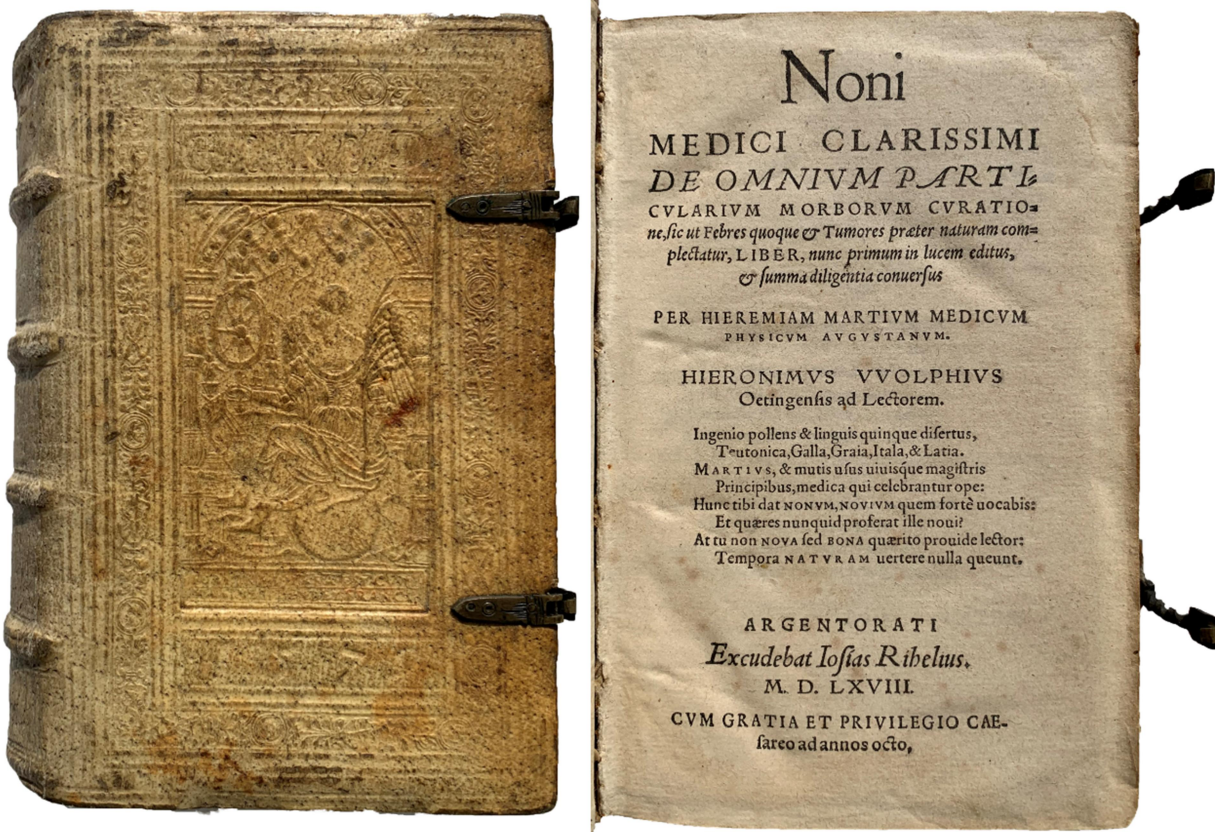 Noni
MEDICI CLARISSIMI
DE OMNIVM PARTI-
CVLARIVM MORBORVM CVRATIO=
ne, sic ut Febres quoque & Tumores præter naturam com=
plectatur, LIBER, nunc primum in lucem editus,
& summa diligentia conuersus
PER HIEREMIAM MARTIVM MEDICVM
PHYSICVM AVGVSTANVM.
HIERONIMVS VVOLPHIVS
Oetingensis ad Lectorem.
Ingenio pollens & linguis quinque disertus,
Teutonica, Galla, Graia, Itala, & Latia.
MARTIVS, & mutis usus uiuisque magistris
Principibus, medica qui celebrantur ope:
Hunc tibi dat NONVM, NOVIVM quem fortè uocabis:
Et quæres nunquid proferat ille noui?
At tu non NOVA sed BONA quærito prouide lector:
Tempora NATVRAM uertere nulla queunt.
ARGENTORATI
Excudebat Iosias Rihelius.
M. D. LXVIII.
CVM GRATIA ET PRIVILEGIO CAE-
sareo ad annos octo,